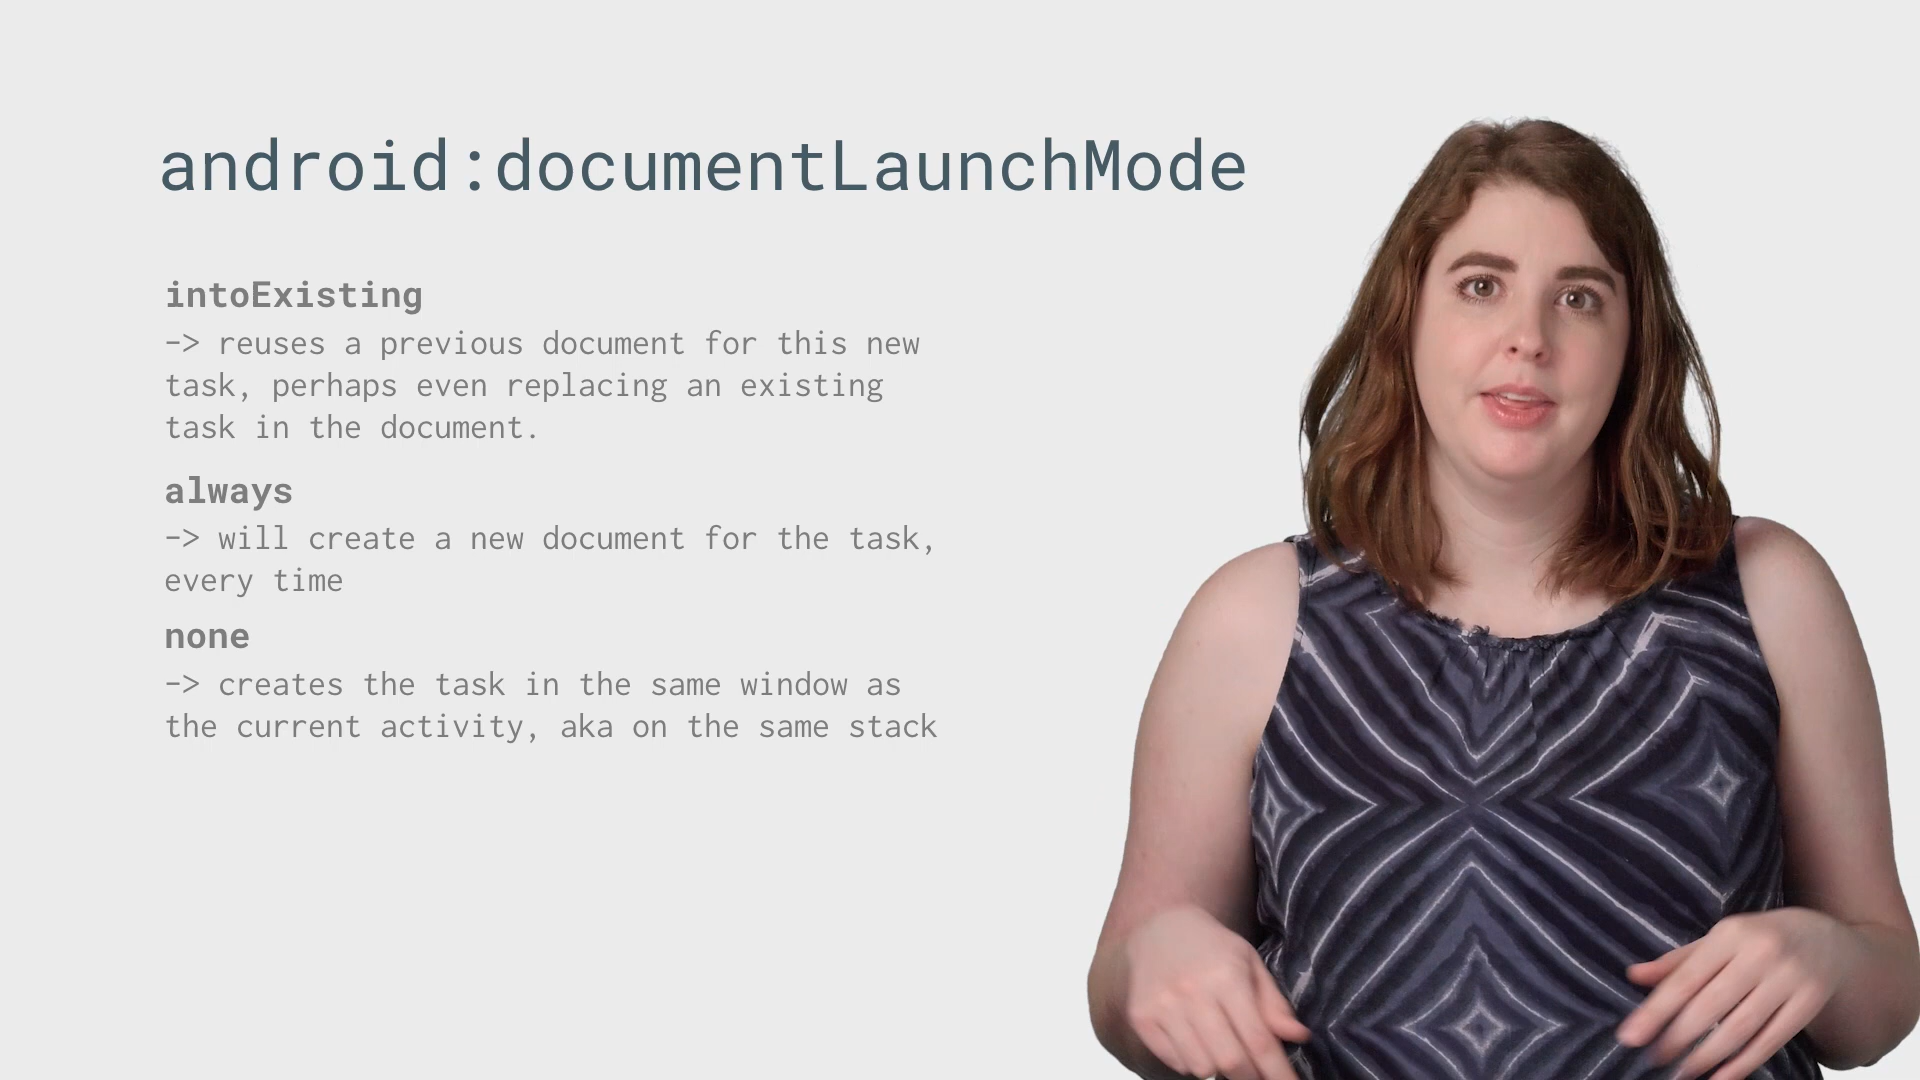 android:documentLaunchMode
intoExisting
-> reuses a previous document for this new
task, perhaps even replacing an existing
task in the document.
always
-> will create a new document for the task,
every time
none
-> creates the task in the same window as
the current activity, aka on the same stack